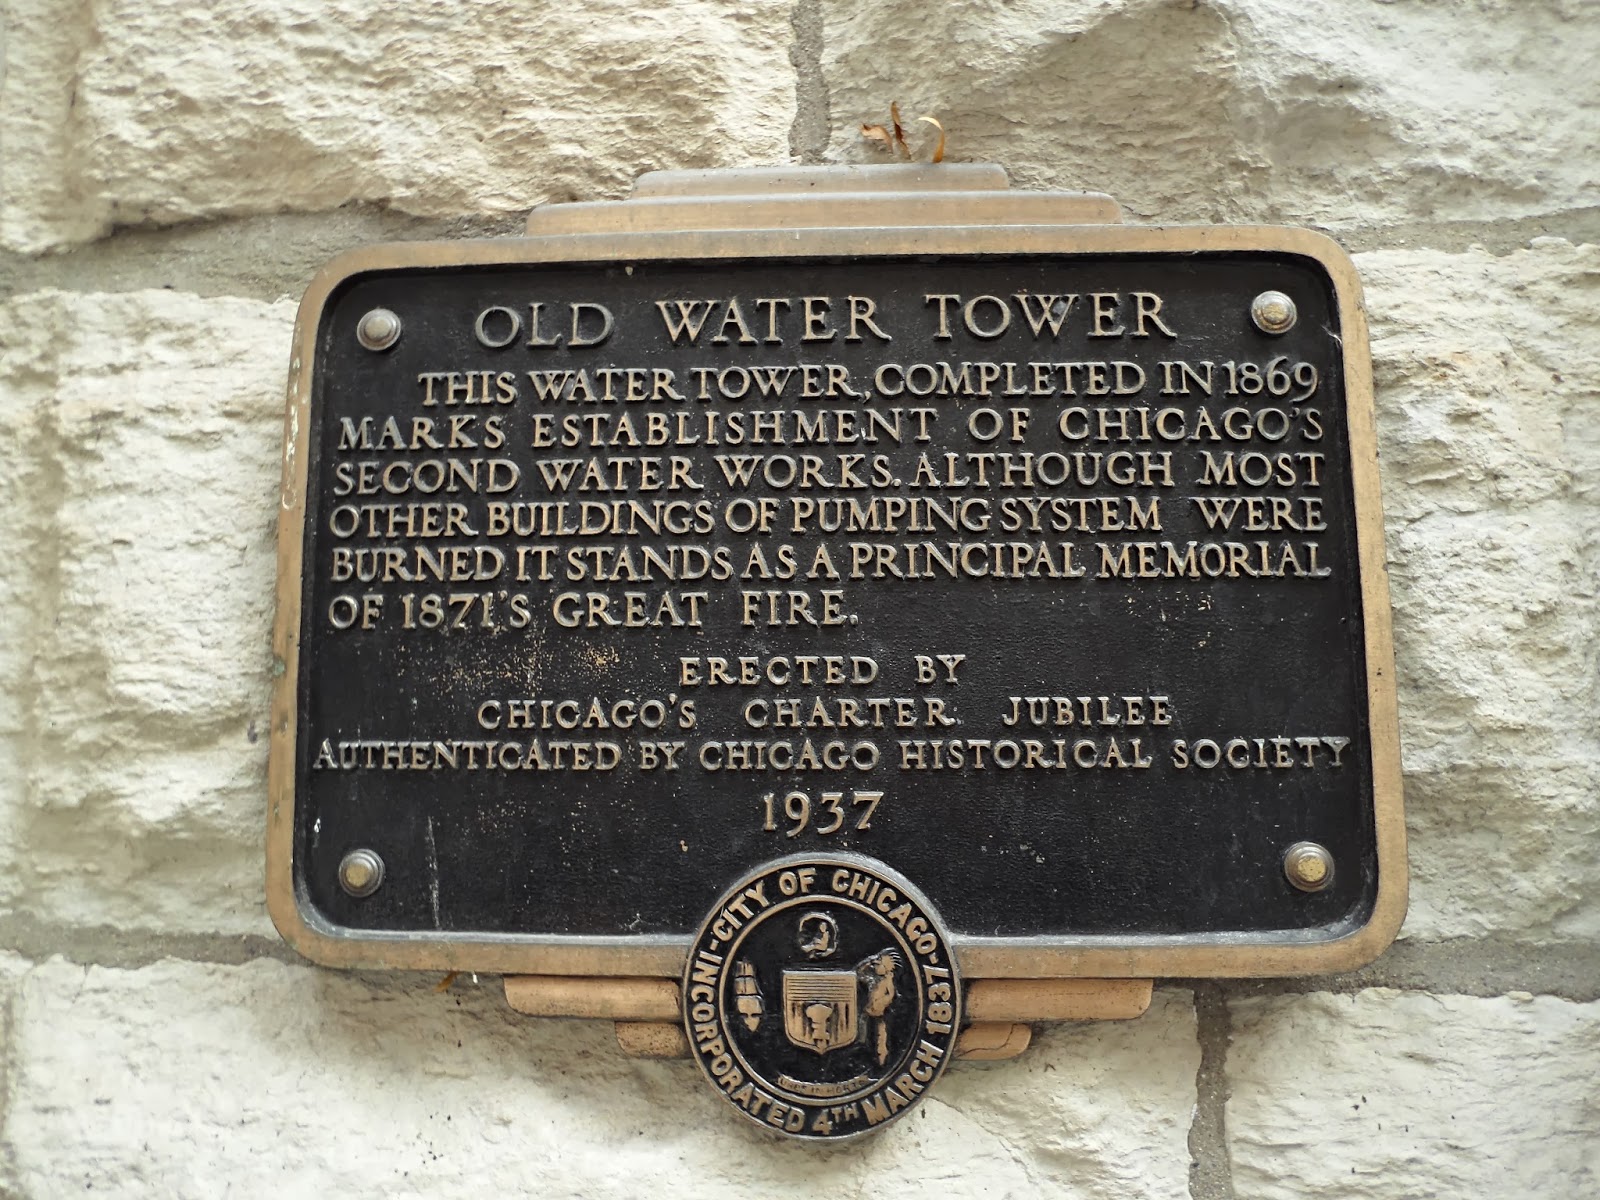 OLD WATER TOWER
THIS WATER TOWER, COMPLETED IN 1869
MARKS ESTABLISHMENT OF CHICAGO'S
SECOND WATER WORKS. ALTHOUGH MOST
OTHER BUILDINGS OF PUMPING SYSTEM WERE
BURNED IT STANDS AS A PRINCIPAL MEMORIAL
OF 1871'S GREAT FIRE.
ERECTED BY
CHICAGO'S CHARTER JUBILEE
AUTHENTICATED BY CHICAGO HISTORICAL SOCIETY
1937
CITY OF CHICAGO-
INCORPORATED 4TH MARCH 1837